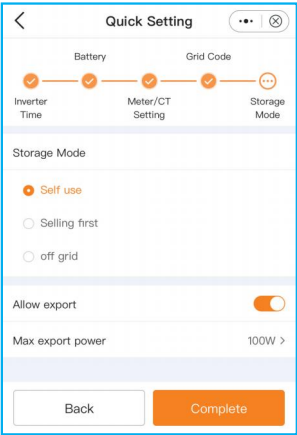 Quick Setting
Battery
Grid Code
Inverter
Time
Meter/CT
Setting
Storage
Mode
Storage Mode
Self use
Selling first
off grid
Allow export
Max export power
100W >
Back
Complete